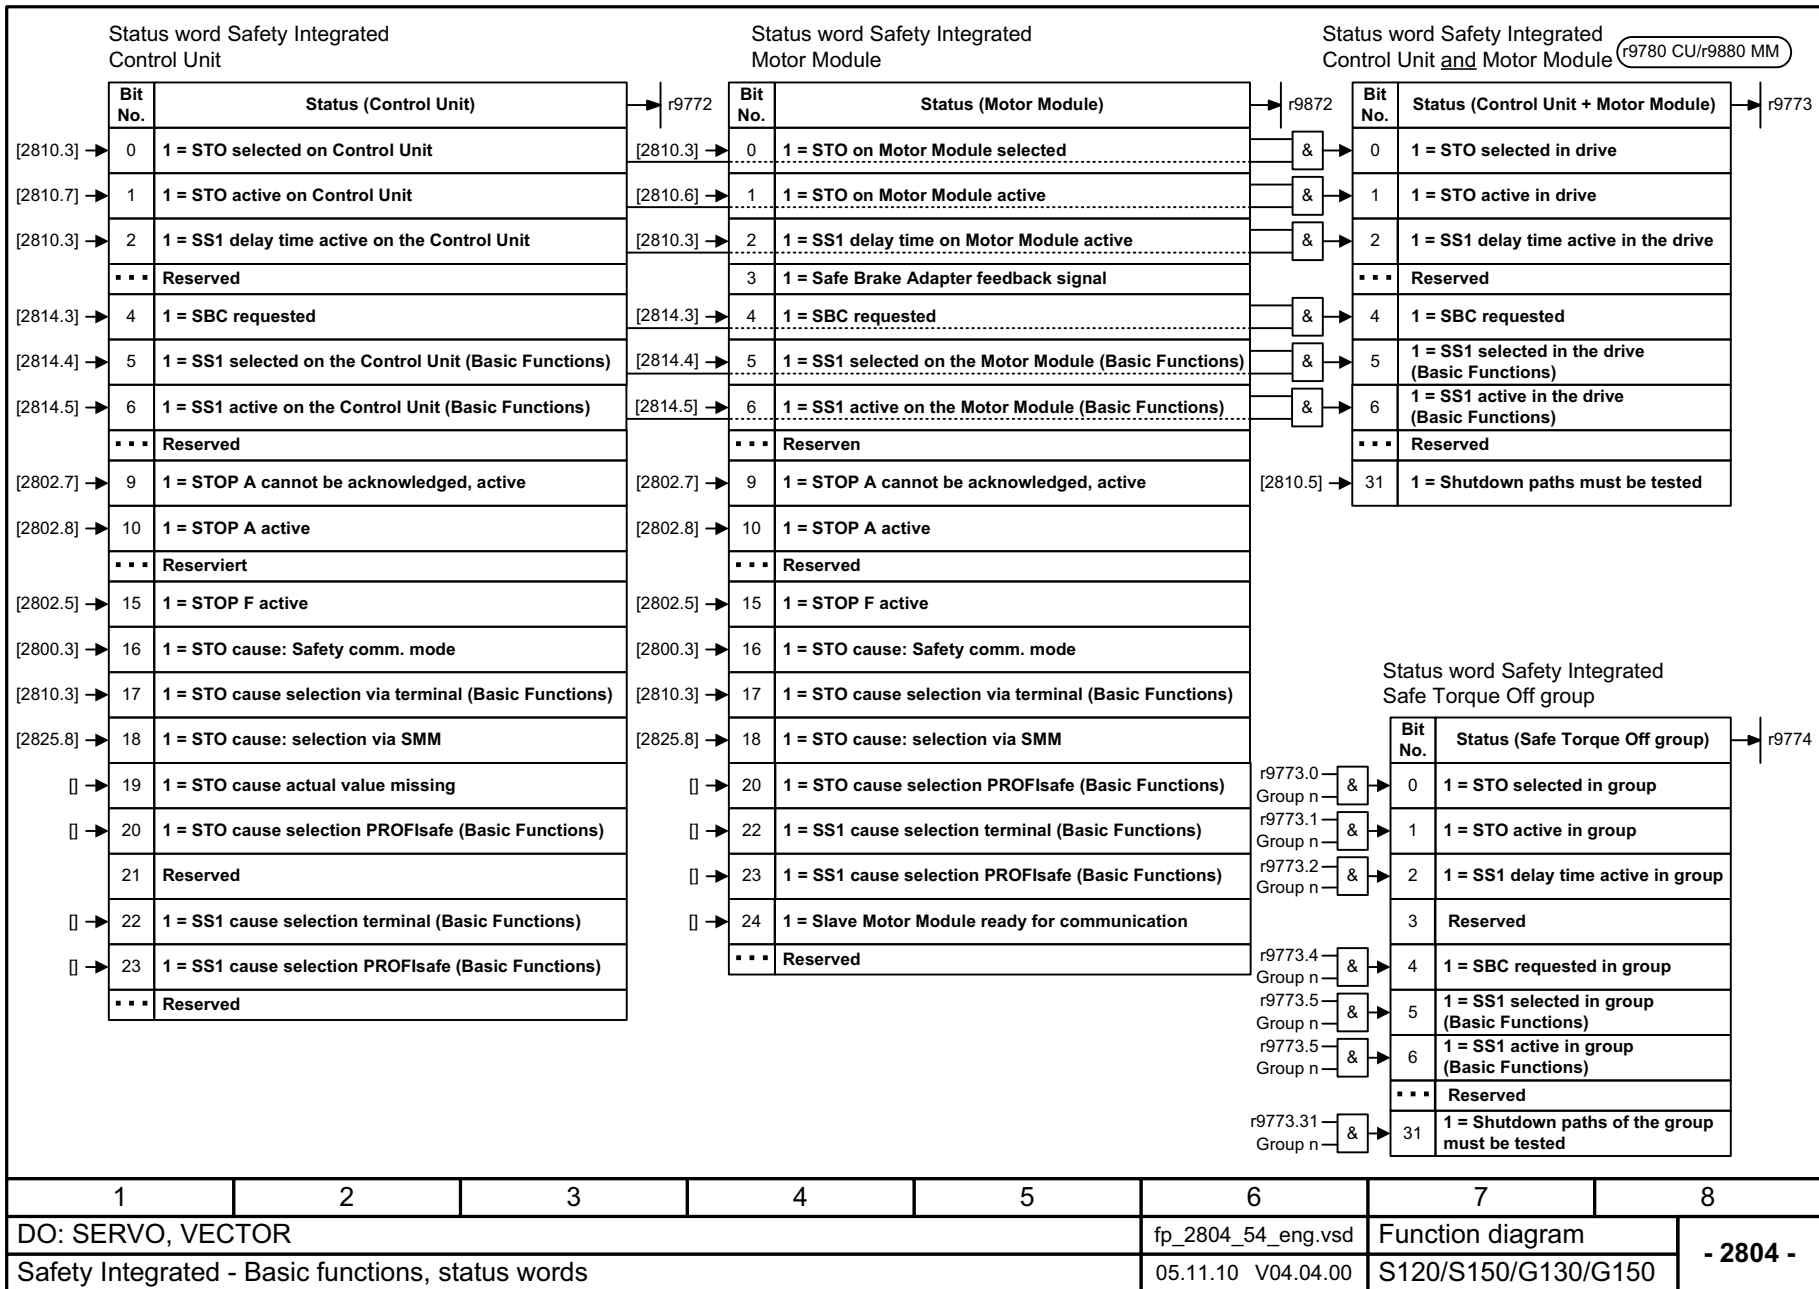 Status word Safety Integrated
Control Unit
Bit No. Status (Control Unit) r9772
[2810.3] 0 1 = STO selected on Control Unit
[2810.7] 1 1 = STO active on Control Unit
[2810.3] 2 1 = SS1 delay time active on the Control Unit
▪ ▪ ▪ Reserved
[2814.3] 4 1 = SBC requested
[2814.4] 5 1 = SS1 selected on the Control Unit (Basic Functions)
[2814.5] 6 1 = SS1 active on the Control Unit (Basic Functions)
▪ ▪ ▪ Reserved
[2802.7] 9 1 = STOP A cannot be acknowledged, active
[2802.8] 10 1 = STOP A active
▪ ▪ ▪ Reserviert
[2802.5] 15 1 = STOP F active
[2800.3] 16 1 = STO cause: Safety comm. mode
[2810.3] 17 1 = STO cause selection via terminal (Basic Functions)
[2825.8] 18 1 = STO cause: selection via SMM
[] 19 1 = STO cause actual value missing
[] 20 1 = STO cause selection PROFIsafe (Basic Functions)
21 Reserved
[] 22 1 = SS1 cause selection terminal (Basic Functions)
[] 23 1 = SS1 cause selection PROFIsafe (Basic Functions)
▪ ▪ ▪ Reserved
Status word Safety Integrated
Motor Module
Bit No. Status (Motor Module) r9872
[2810.3] 0 1 = STO on Motor Module selected
[2810.6] 1 1 = STO on Motor Module active
[2810.3] 2 1 = SS1 delay time on Motor Module active
3 1 = Safe Brake Adapter feedback signal
[2814.3] 4 1 = SBC requested
[2814.4] 5 1 = SS1 selected on the Motor Module (Basic Functions)
[2814.5] 6 1 = SS1 active on the Motor Module (Basic Functions)
▪ ▪ ▪ Reserven
[2802.7] 9 1 = STOP A cannot be acknowledged, active
[2802.8] 10 1 = STOP A active
▪ ▪ ▪ Reserved
[2802.5] 15 1 = STOP F active
[2800.3] 16 1 = STO cause: Safety comm. mode
[2810.3] 17 1 = STO cause selection via terminal (Basic Functions)
[2825.8] 18 1 = STO cause: selection via SMM
[] 20 1 = STO cause selection PROFIsafe (Basic Functions)
[] 22 1 = SS1 cause selection terminal (Basic Functions)
[] 23 1 = SS1 cause selection PROFIsafe (Basic Functions)
[] 24 1 = Slave Motor Module ready for communication
▪ ▪ ▪ Reserved
Status word Safety Integrated
Control Unit and Motor Module r9780 CU/r9880 MM
Bit No. Status (Control Unit + Motor Module) r9773
& 0 1 = STO selected in drive
& 1 1 = STO active in drive
& 2 1 = SS1 delay time active in the drive
▪ ▪ ▪ Reserved
& 4 1 = SBC requested
& 5 1 = SS1 selected in the drive
(Basic Functions)
& 6 1 = SS1 active in the drive
(Basic Functions)
▪ ▪ ▪ Reserved
[2810.5] 31 1 = Shutdown paths must be tested
Status word Safety Integrated
Safe Torque Off group
Bit No. Status (Safe Torque Off group) r9774
r9773.0
Group n & 0 1 = STO selected in group
r9773.1
Group n & 1 1 = STO active in group
r9773.2
Group n & 2 1 = SS1 delay time active in group
3 Reserved
r9773.4
Group n & 4 1 = SBC requested in group
r9773.5 1 = SS1 selected in group
Group n & 5 (Basic Functions)
r9773.5 1 = SS1 active in group
Group n & 6 (Basic Functions)
▪ ▪ ▪ Reserved
r9773.31 1 = Shutdown paths of the group
Group n & 31 must be tested
1 2 3 4 5 6 7 8
DO: SERVO, VECTOR fp_2804_54_eng.vsd Function diagram - 2804 -
Safety Integrated - Basic functions, status words 05.11.10 V04.04.00 S120/S150/G130/G150